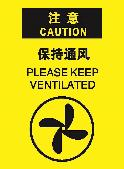 注 意
CAUTION
保持通风
PLEASE KEEP
VENTILATED